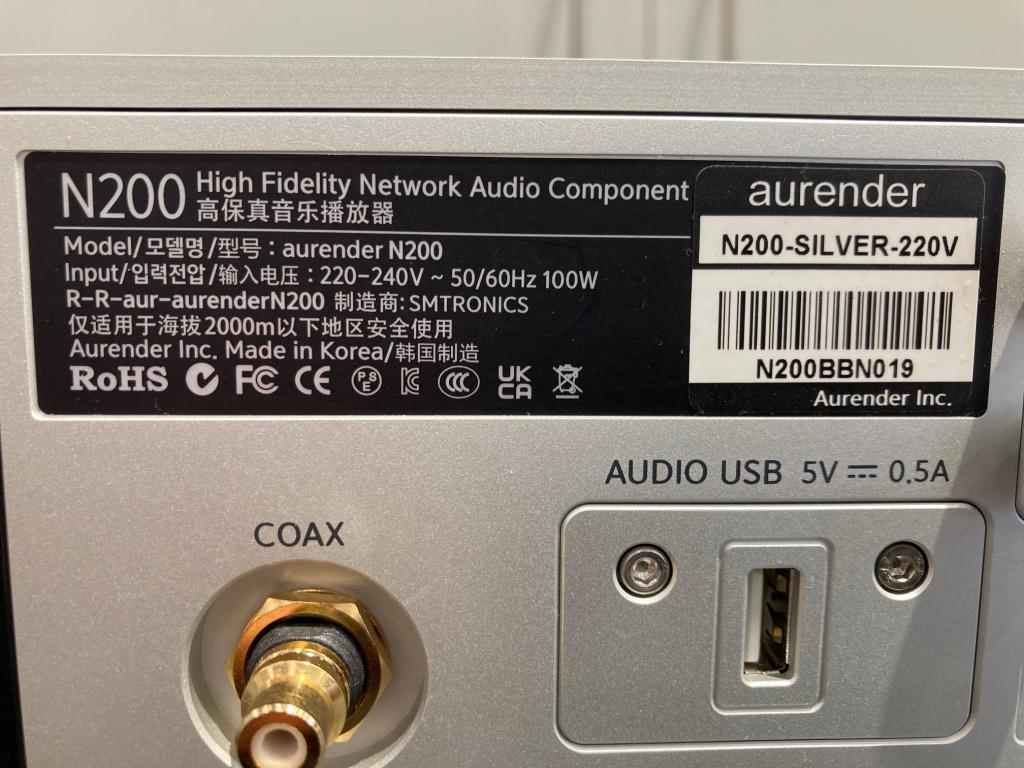 N200 High Fidelity Network Audio Component
高保真音乐播放器
Model/모델명/型号 : aurender N200
Input/입력전압/输入电压 : 220-240V ~ 50/60Hz 100W
R-R-aur-aurenderN200 制造商: SMTRONICS
仅适用于海拔2000m以下地区安全使用
Aurender Inc. Made in Korea/韩国制造
RoHS FC CE PSE CCC UK CA
aurender
N200-SILVER-220V
N200BBN019
Aurender Inc.
AUDIO USB 5V ⎓ 0.5A
COAX